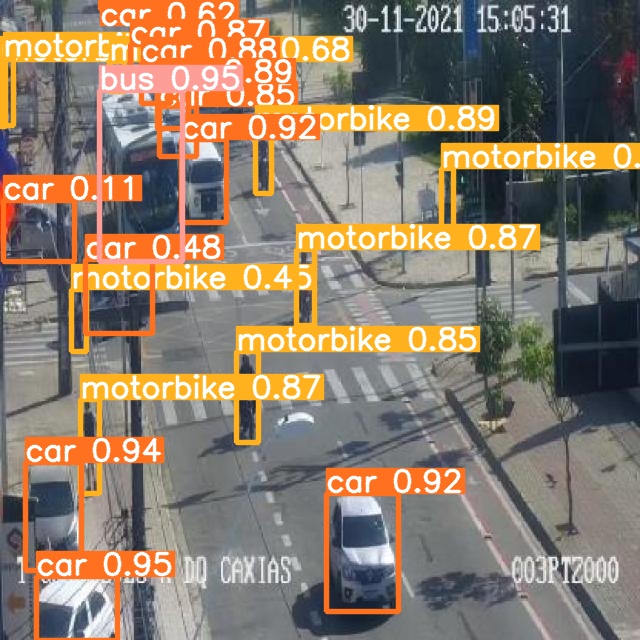 car 0.62
30-11-2021 15:05:31
car 0.87
motorb
car 0.88
0.68
bus 0.95
.89
car 0.85
motorbike 0.89
car 0.92
motorbike 0.
car 0.11
motorbike 0.87
car 0.48
motorbike 0.45
motorbike 0.85
motorbike 0.87
car 0.94
car 0.92
car 0.95
DQ CAXIAS
003PTZ000